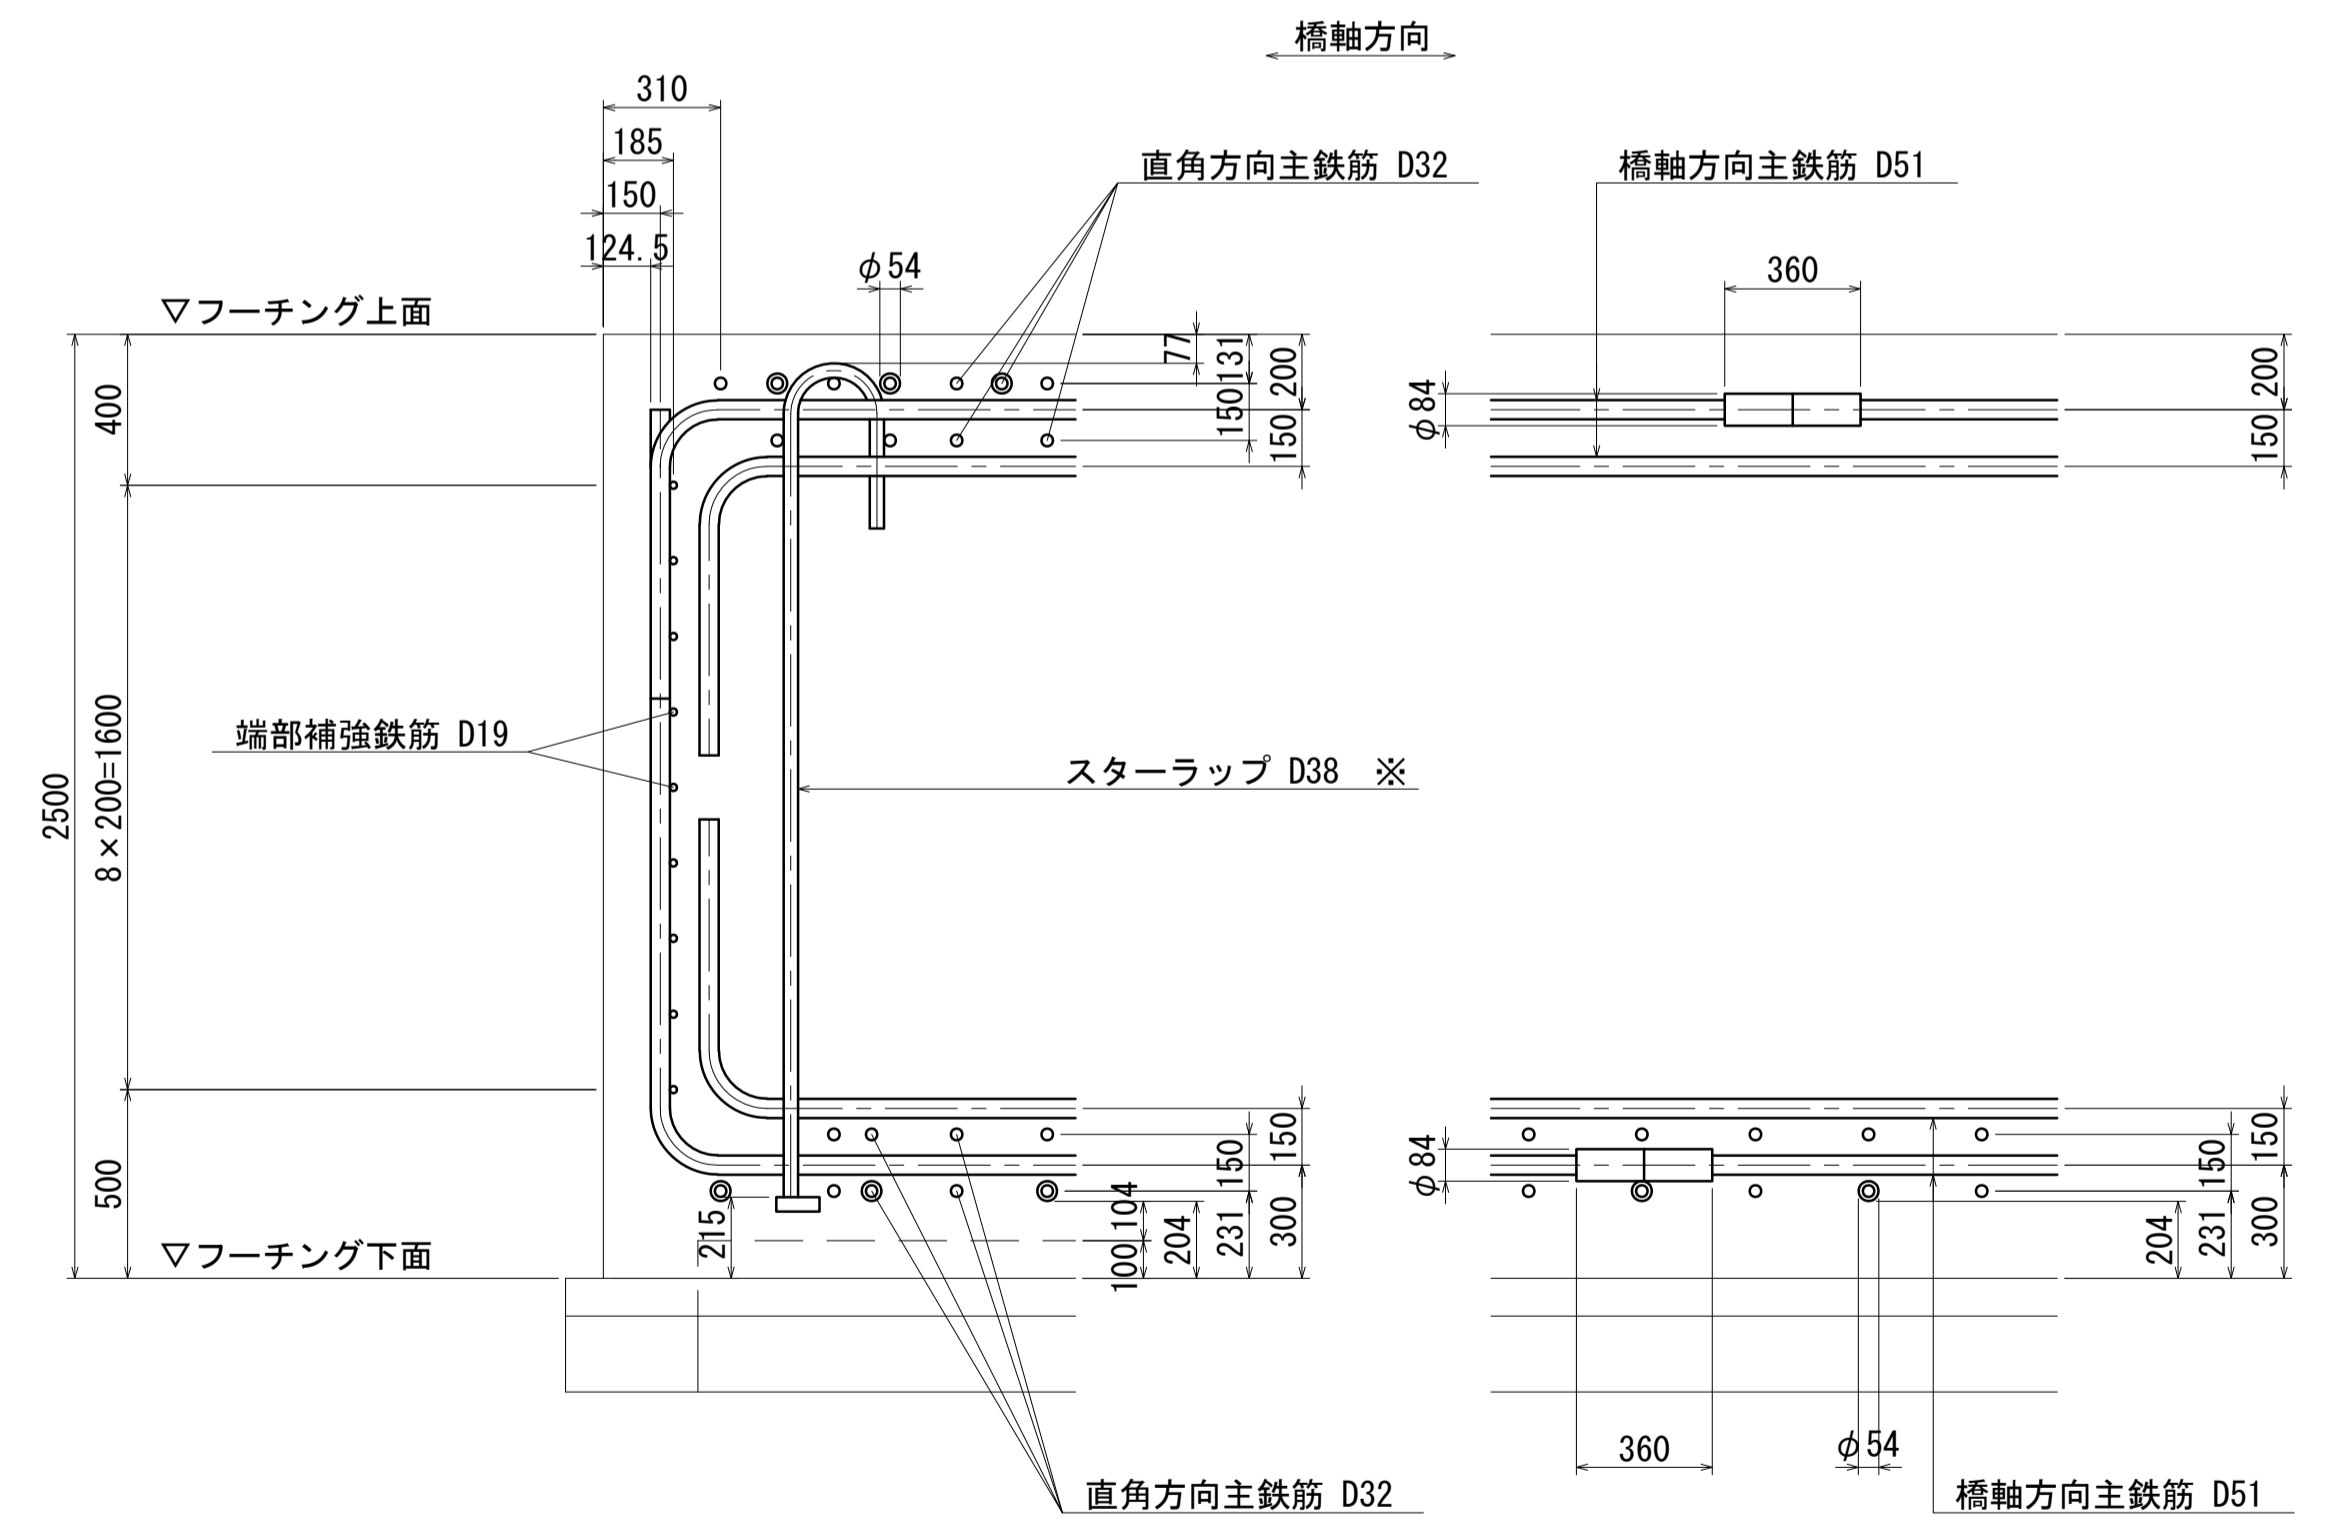 橋軸方向
310
185
150
124.5
直角方向主鉄筋 D32
橋軸方向主鉄筋 D51
φ54
360
▽フーチング上面
77
131
200
150
150
φ84
200
150
400
2500
8×200=1600
500
端部補強鉄筋 D19
スターラップ D38 ※
150
150
104
100
204
231
300
215
φ84
150
150
204
231
300
▽フーチング下面
360
φ54
直角方向主鉄筋 D32
橋軸方向主鉄筋 D51